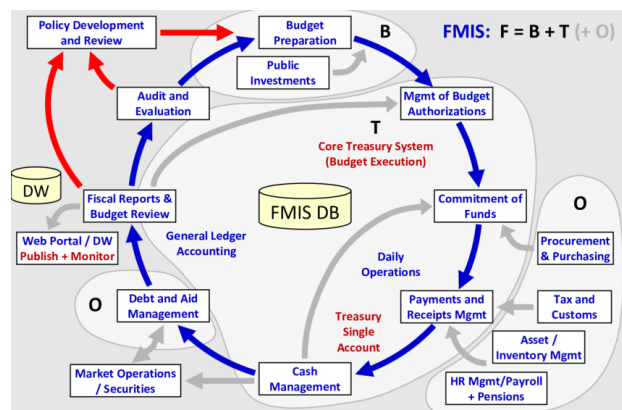 Policy Development
and Review
Budget
Preparation
B
FMIS: F = B + T (+ O)
Public
Investments
Audit and
Evaluation
Mgmt of Budget
Authorizations
T
Core Treasury System
(Budget Execution)
DW
Fiscal Reports &
Budget Review
FMIS DB
Commitment of
Funds
O
Web Portal / DW
Publish + Monitor
General Ledger
Accounting
Procurement
& Purchasing
Daily
Operations
O
Debt and Aid
Management
Payments and
Receipts Mgmt
Tax and
Customs
Treasury
Single
Account
Asset /
Inventory Mgmt
Market Operations
/ Securities
Cash
Management
HR Mgmt/Payroll
+ Pensions